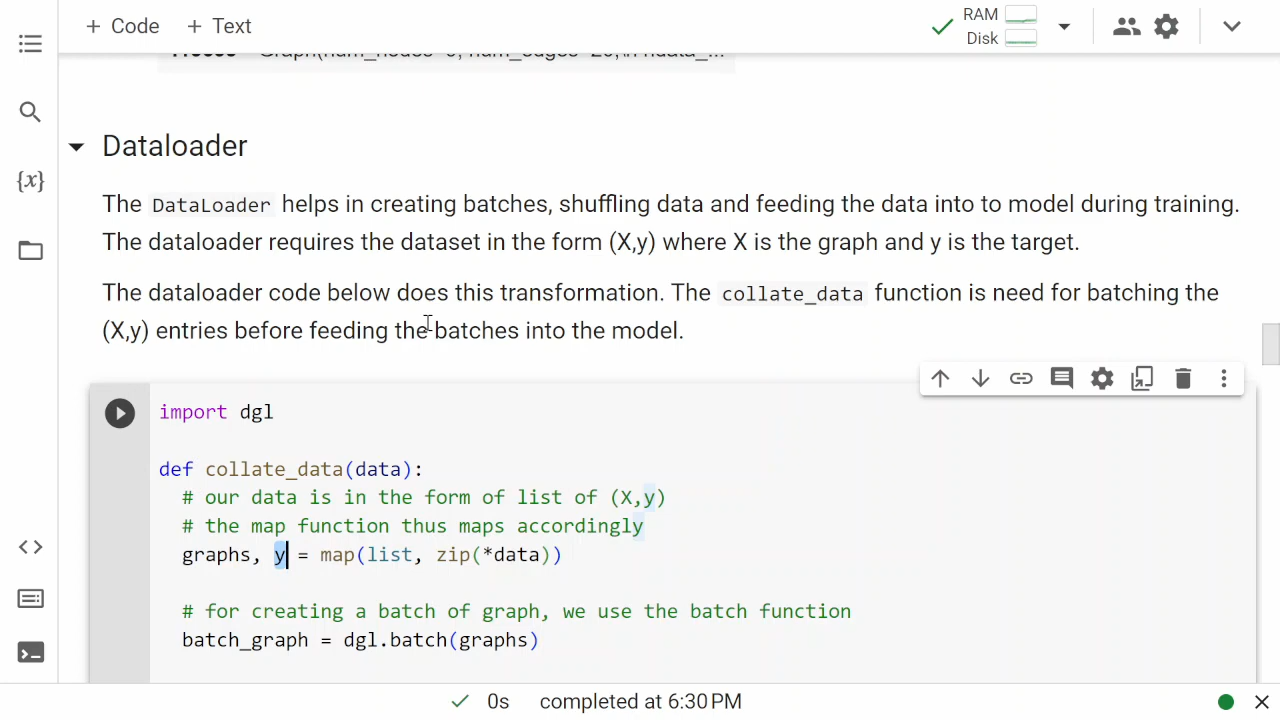 + Code + Text
RAM
Disk
Dataloader
The DataLoader helps in creating batches, shuffling data and feeding the data into to model during training.
The dataloader requires the dataset in the form (X,y) where X is the graph and y is the target.
The dataloader code below does this transformation. The collate_data function is need for batching the
(X,y) entries before feeding the batches into the model.
import dgl
def collate_data(data):
# our data is in the form of list of (X,y)
# the map function thus maps accordingly
graphs, y = map(list, zip(*data))
# for creating a batch of graph, we use the batch function
batch_graph = dgl.batch(graphs)
0s completed at 6:30 PM